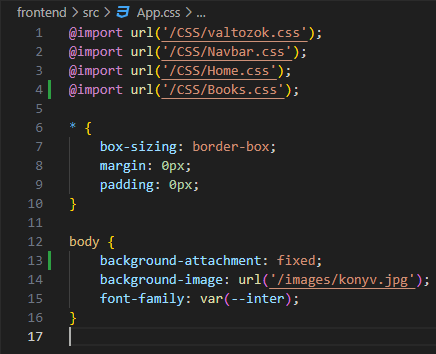 frontend > src > App.css > ...
1 @import url('/CSS/valtozok.css');
2 @import url('/CSS/Navbar.css');
3 @import url('/CSS/Home.css');
4 @import url('/CSS/Books.css');
5
6 * {
7 box-sizing: border-box;
8 margin: 0px;
9 padding: 0px;
10 }
11
12 body {
13 background-attachment: fixed;
14 background-image: url('/images/konyv.jpg');
15 font-family: var(--inter);
16 }
17